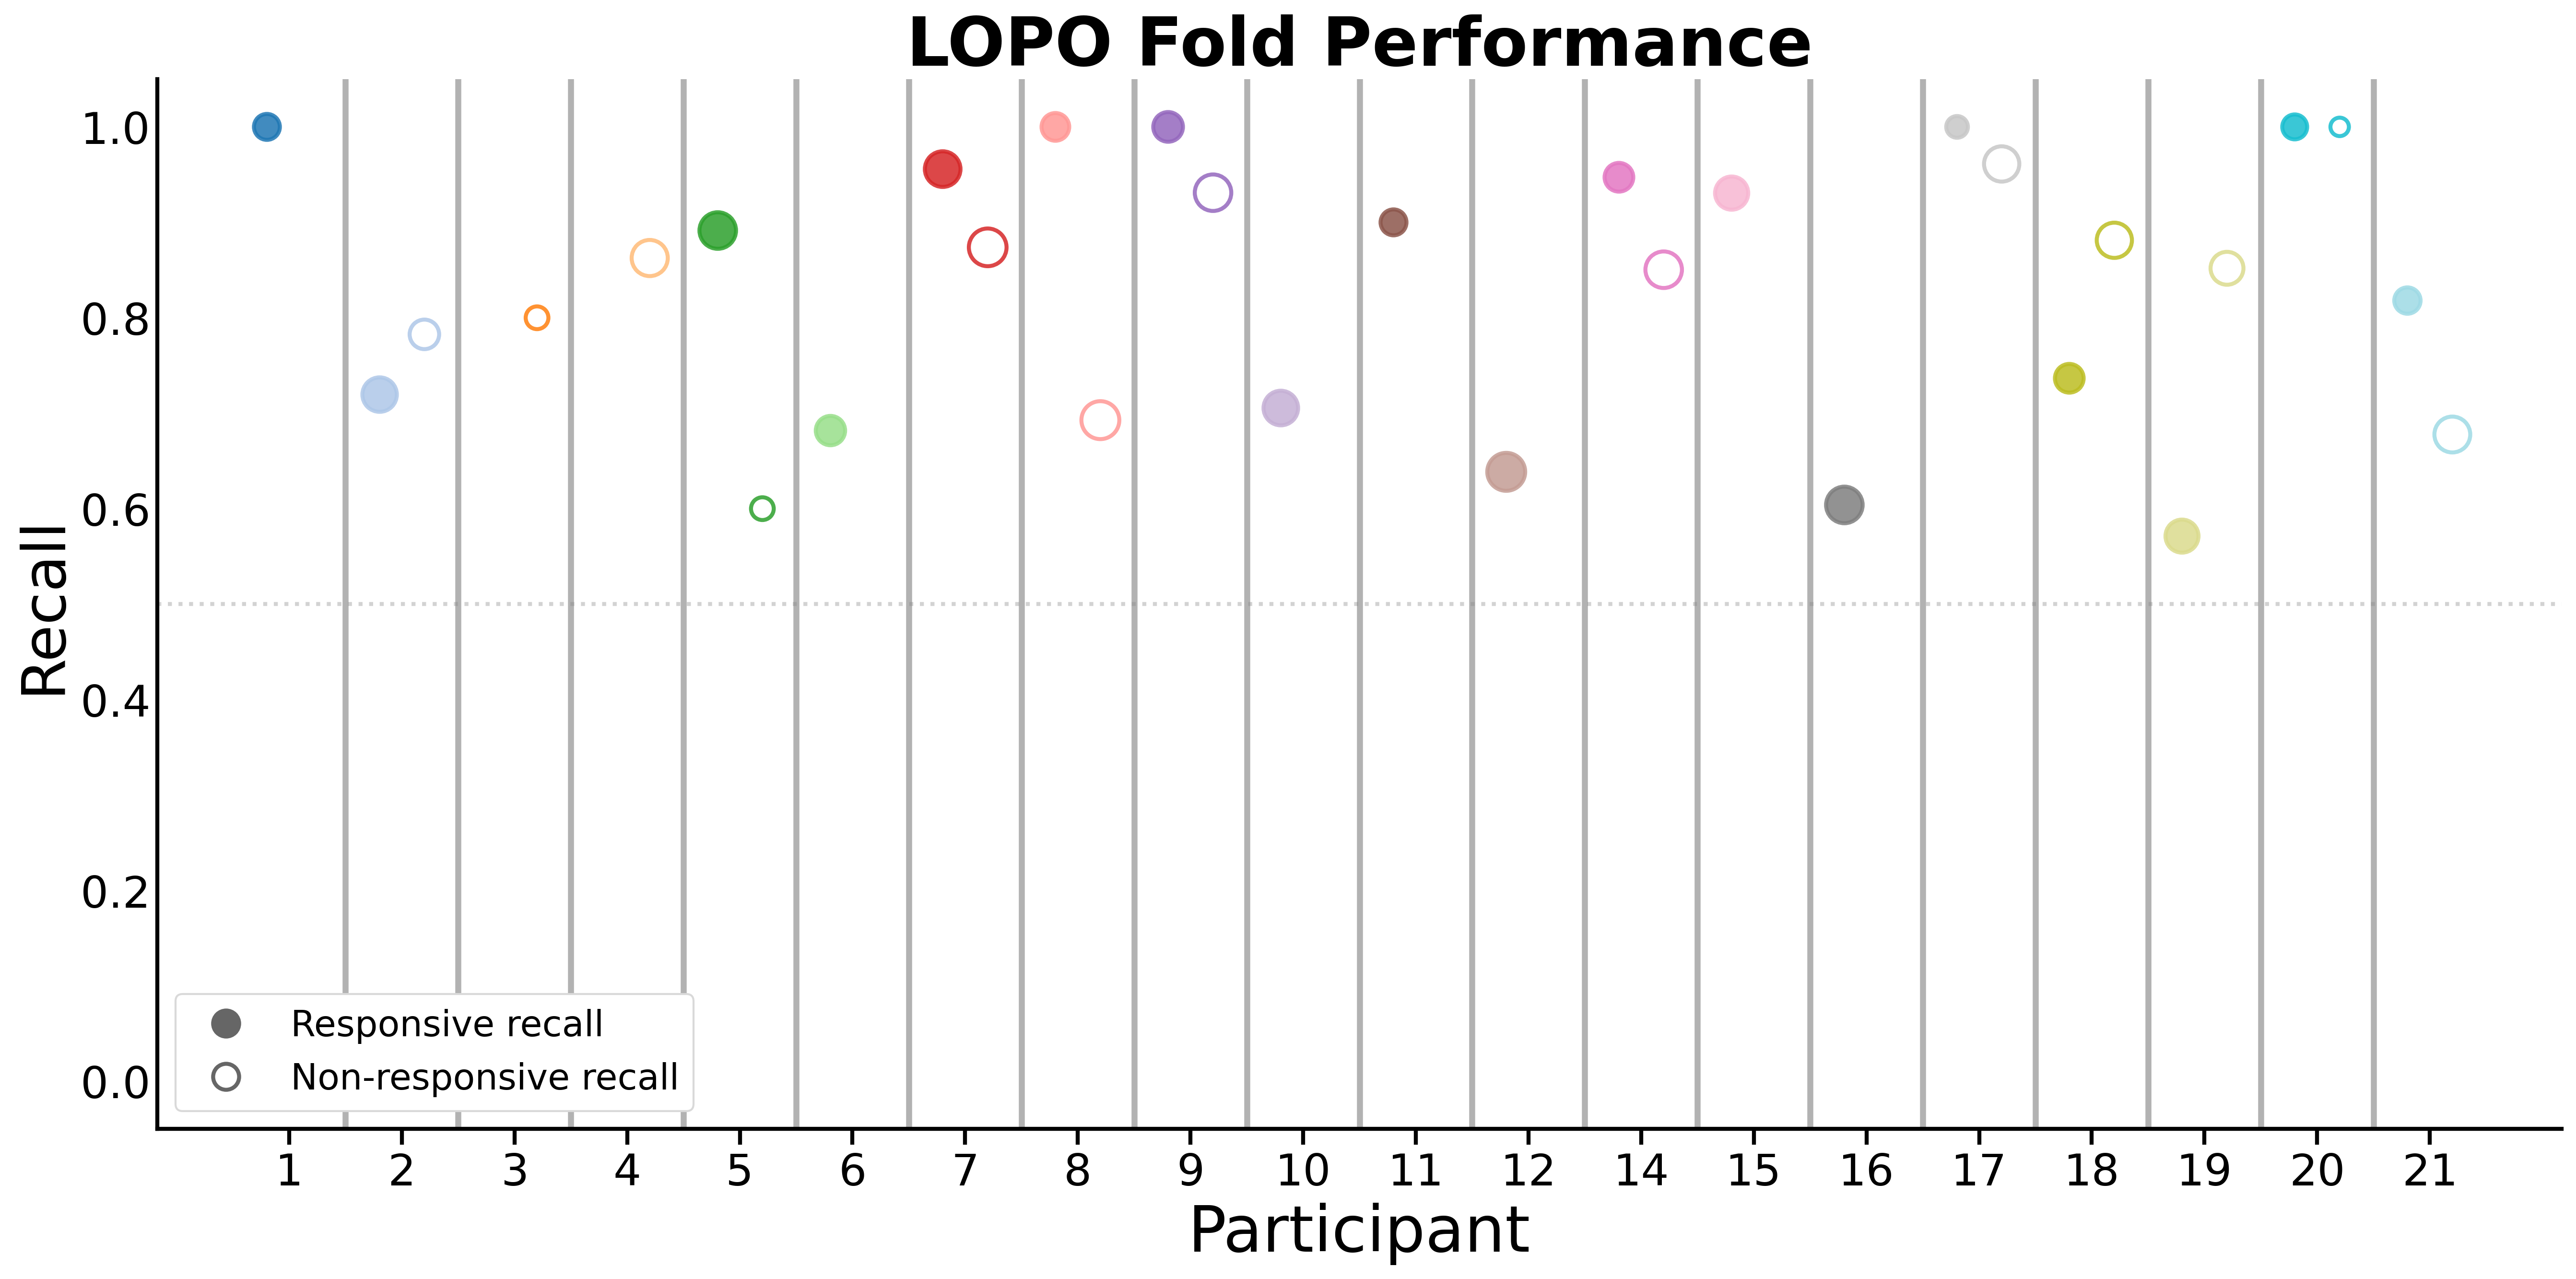 LOPO Fold Performance
1.0
0.8
0.6
0.4
0.2
0.0
Recall
Responsive recall
Non-responsive recall
1 2 3 4 5 6 7 8 9 10 11 12 14 15 16 17 18 19 20 21
Participant